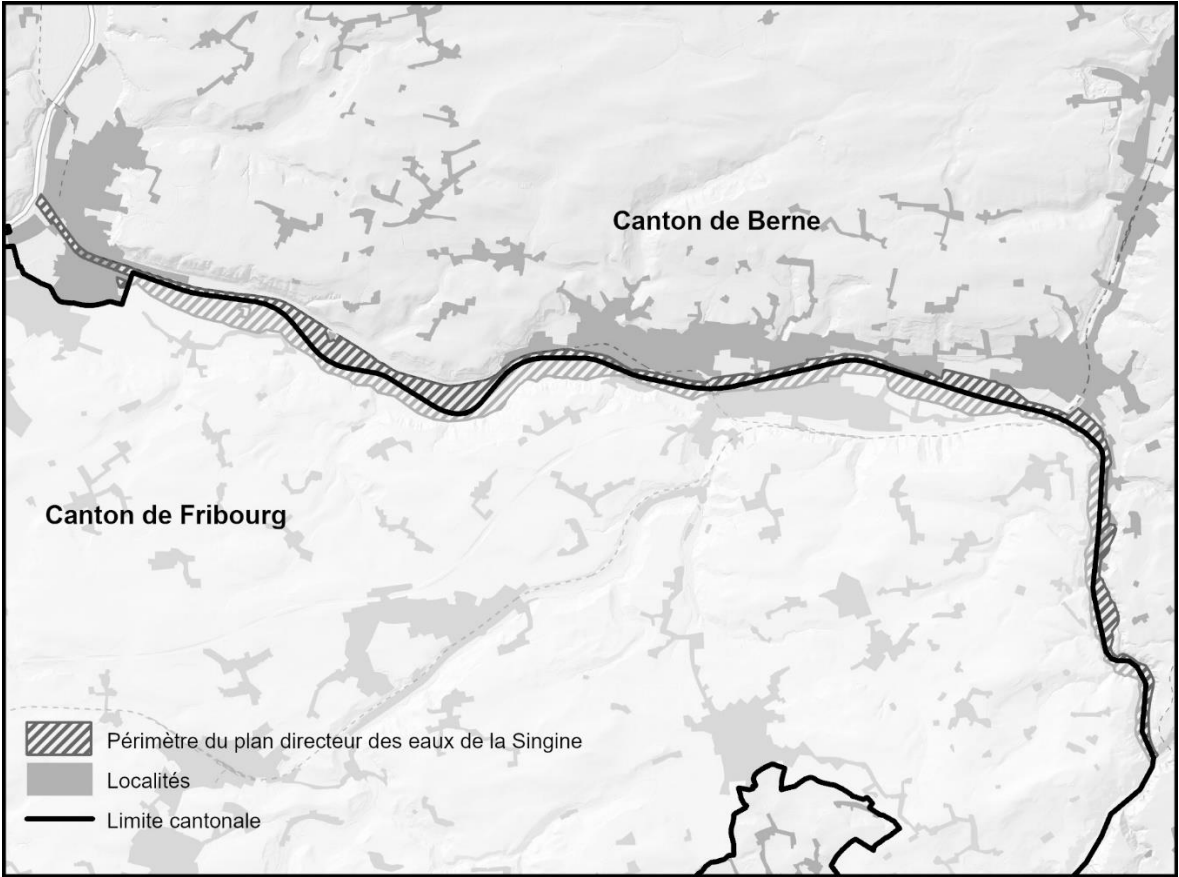 Canton de Berne
Canton de Fribourg
Périmètre du plan directeur des eaux de la Singine
Localités
Limite cantonale